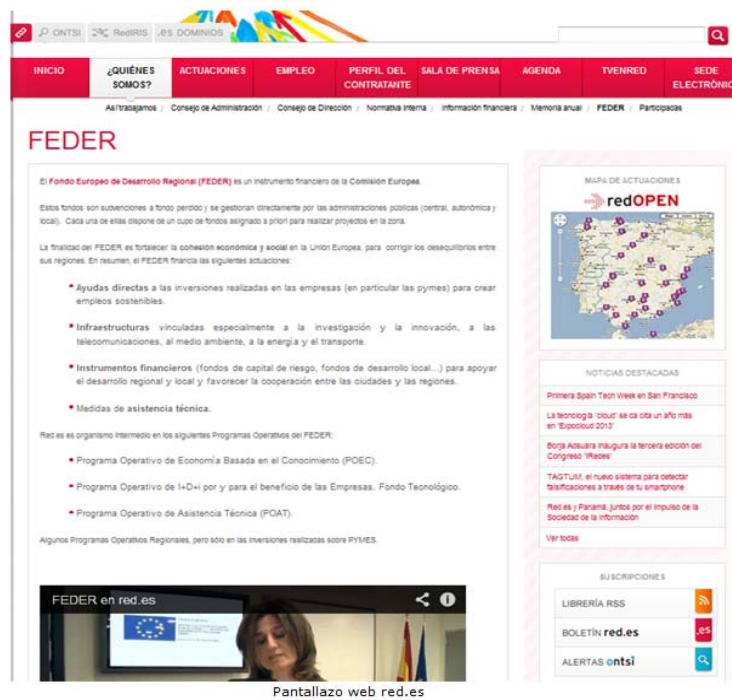 ONTSI RedIRIS .es DOMINIOS
INICIO
¿QUIÉNES
SOMOS?
ACTUACIONES
EMPLEO
PERFIL DEL
CONTRATANTE
SALA DE PRENSA
AGENDA
TVENRED
SEDE
ELECTRÓNIC
Así trabajamos / Consejo de Administración / Consejo de Dirección / Normativa Interna / Información financiera / Memoria anual / FEDER / Participadas
FEDER
El Fondo Europeo de Desarrollo Regional (FEDER) es un instrumento financiero de la Comisión Europea.
Estos fondos son subvenciones a fondo perdido y se gestionan directamente por las administraciones públicas (central, autonómica y
local). Cada una de ellas dispone de un cupo de fondos asignado a priori para realizar proyectos en la zona.
La finalidad del FEDER es fortalecer la cohesión económica y social en la Unión Europea, para corregir los desequilibrios entre
sus regiones. En resumen, el FEDER financia las siguientes actuaciones:
Ayudas directas a las inversiones realizadas en las empresas (en particular las pymes) para crear
empleos sostenibles.
Infraestructuras vinculadas especialmente a la investigación y la innovación, a las
telecomunicaciones, al medio ambiente, a la energía y el transporte.
Instrumentos financieros (fondos de capital de riesgo, fondos de desarrollo local...) para apoyar
el desarrollo regional y local y favorecer la cooperación entre las ciudades y las regiones.
Medidas de asistencia técnica.
Red.es es organismo intermedio en los siguientes Programas Operativos del FEDER:
Programa Operativo de Economía Basada en el Conocimiento (POEC).
Programa Operativo de I+D+i por y para el beneficio de las Empresas. Fondo Tecnológico.
Programa Operativo de Asistencia Técnica (POAT).
Algunos Programas Operativos Regionales, pero sólo en las inversiones realizadas sobre PYMES.
FEDER en red.es
MAPA DE ACTUACIONES
redOPEN
NOTICIAS DESTACADAS
Primera Spain Tech Week en San Francisco
La tecnología 'cloud' se da cita un año más
en 'Expocloud 2013'
Borja Adsuara inaugura la tercera edición del
Congreso 'IRedes'
TAGTUM, el nuevo sistema para detectar
falsificaciones a través de tu smartphone
Red.es y Panamá, juntos por el impulso de la
Sociedad de la Información
Ver todas
SUSCRIPCIONES
LIBRERÍA RSS
BOLETÍN red.es
.es
ALERTAS ontsi
Pantallazo web red.es